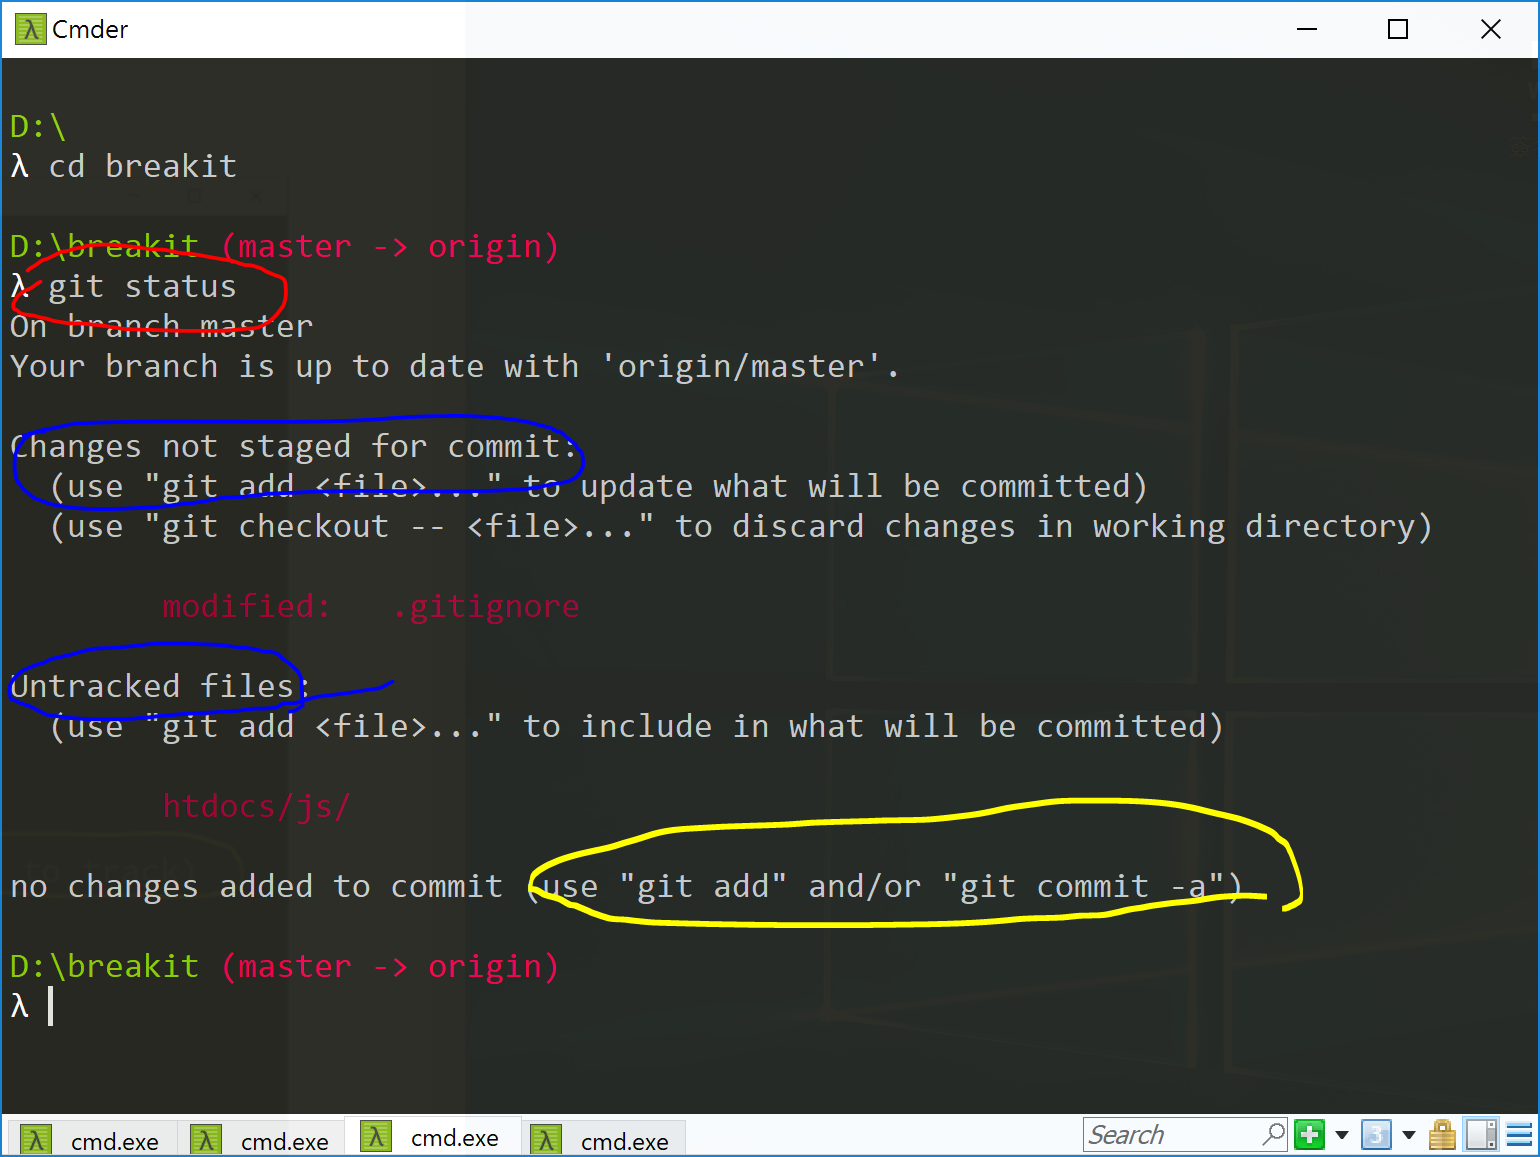 Cmder
D:\
λ cd breakit
D:\breakit (master -> origin)
λ git status
On branch master
Your branch is up to date with 'origin/master'.
Changes not staged for commit:
  (use "git add <file>..." to update what will be committed)
  (use "git checkout -- <file>..." to discard changes in working directory)
        modified:   .gitignore
Untracked files:
  (use "git add <file>..." to include in what will be committed)
        htdocs/js/
no changes added to commit (use "git add" and/or "git commit -a")
D:\breakit (master -> origin)
λ
λ cmd.exe λ cmd.exe λ cmd.exe λ cmd.exe Search 3